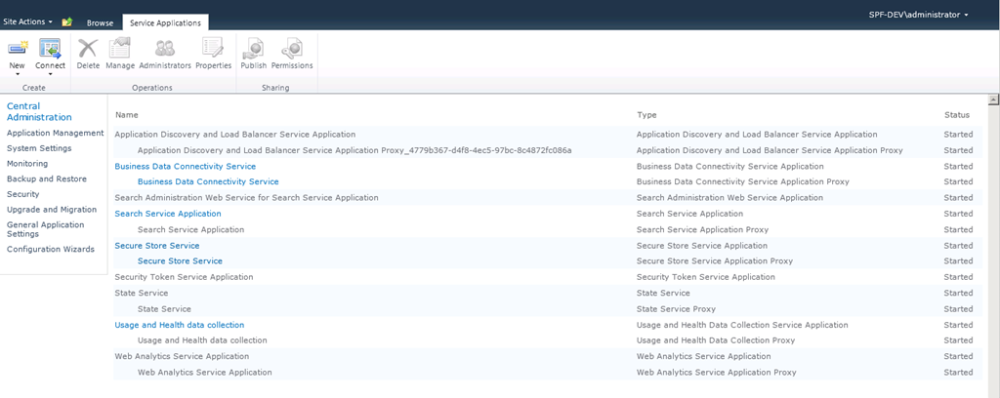 Site Actions Browse Service Applications SPF-DEV\administrator
New Connect Delete Manage Administrators Properties Publish Permissions
Create Operations Sharing
Central
Administration
Application Management
System Settings
Monitoring
Backup and Restore
Security
Upgrade and Migration
General Application
Settings
Configuration Wizards
Name Type Status
Application Discovery and Load Balancer Service Application Application Discovery and Load Balancer Service Application Started
Application Discovery and Load Balancer Service Application Proxy_4779b367-d4f8-4ec5-97bc-8c4872fc086a Application Discovery and Load Balancer Service Application Proxy Started
Business Data Connectivity Service Business Data Connectivity Service Application Started
Business Data Connectivity Service Business Data Connectivity Service Application Proxy Started
Search Administration Web Service for Search Service Application Search Administration Web Service Application Started
Search Service Application Search Service Application Started
Search Service Application Search Service Application Proxy Started
Secure Store Service Secure Store Service Application Started
Secure Store Service Secure Store Service Application Proxy Started
Security Token Service Application Security Token Service Application Started
State Service State Service Started
State Service State Service Proxy Started
Usage and Health data collection Usage and Health Data Collection Service Application Started
Usage and Health data collection Usage and Health Data Collection Proxy Started
Web Analytics Service Application Web Analytics Service Application Started
Web Analytics Service Application Web Analytics Service Application Proxy Started